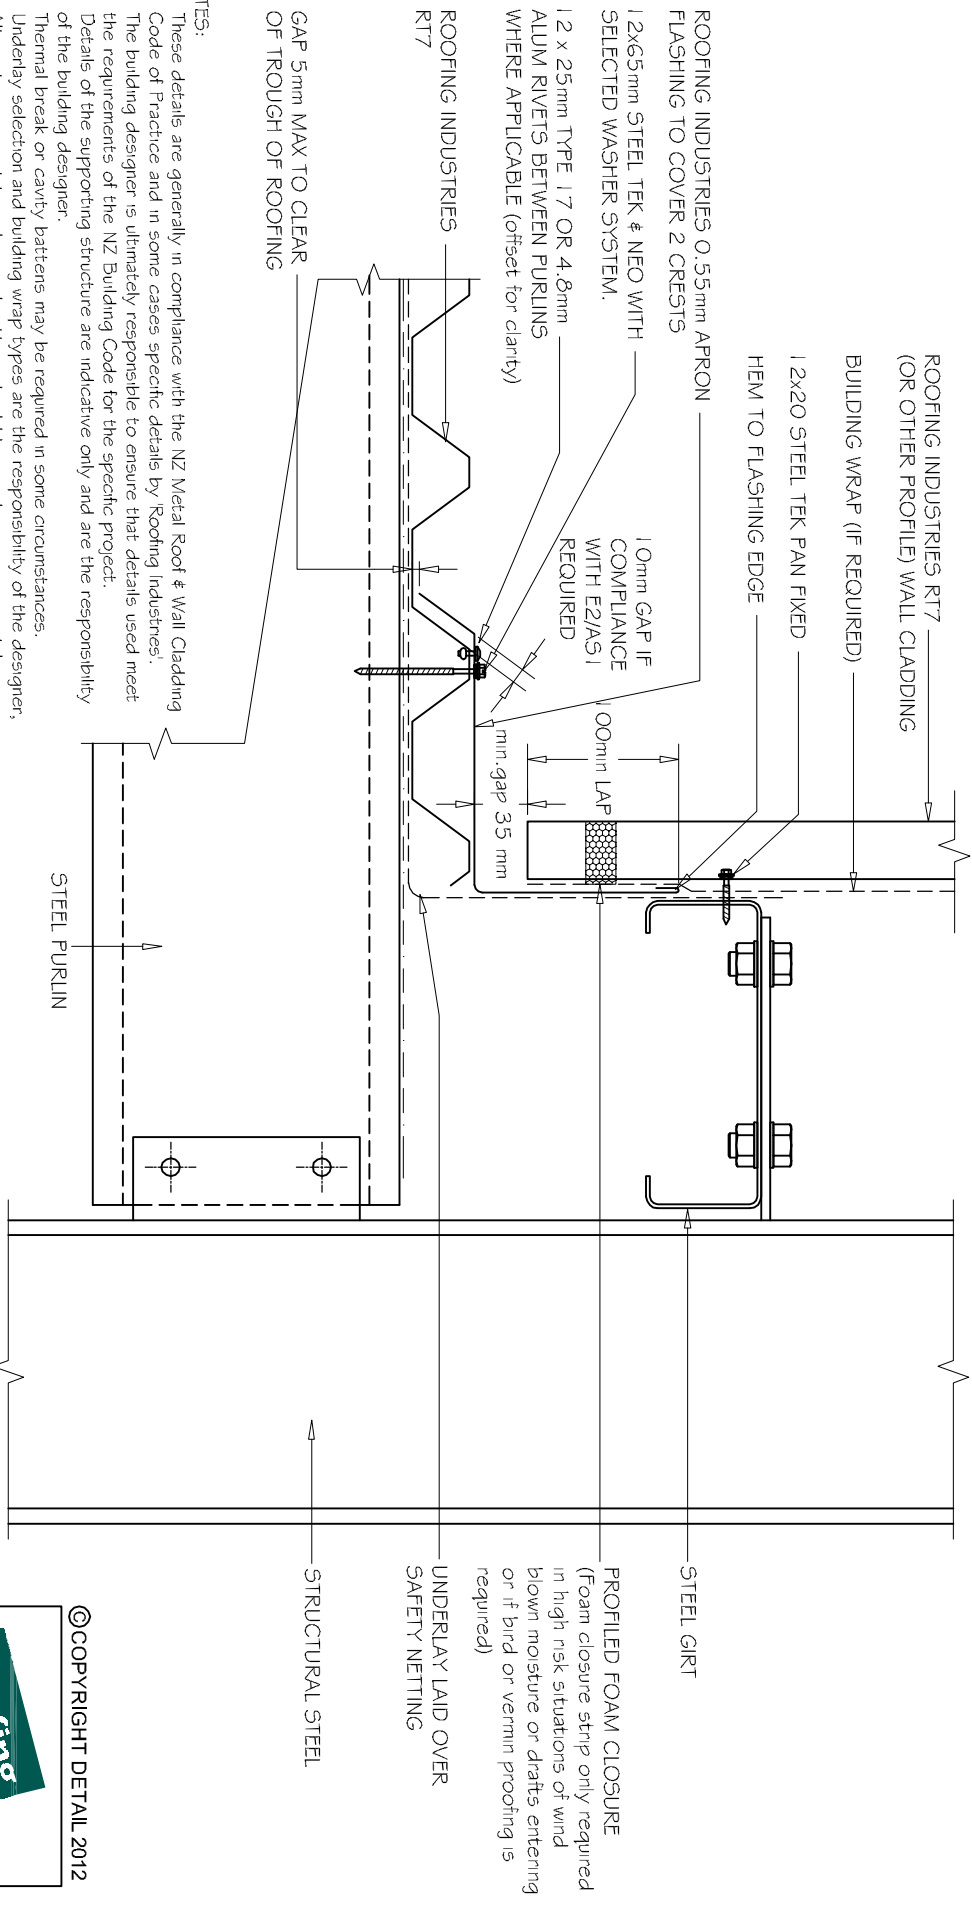 ROOFING INDUSTRIES RT7
(OR OTHER PROFILE) WALL CLADDING
BUILDING WRAP (IF REQUIRED)
12x20 STEEL TEK PAN FIXED
HEM TO FLASHING EDGE
ROOFING INDUSTRIES 0.55mm APRON
FLASHING TO COVER 2 CRESTS
12x65mm STEEL TEK & NEO WITH
SELECTED WASHER SYSTEM.
12 x 25mm TYPE 17 OR 4.8mm
ALUM RIVETS BETWEEN PURLINS
WHERE APPLICABLE (offset for clarity)
ROOFING INDUSTRIES
RT7
GAP 5mm MAX TO CLEAR
OF TROUGH OF ROOFING
10mm GAP IF
COMPLIANCE
WITH E2/AS1
REQUIRED
100min LAP
min.gap 35 mm
STEEL PURLIN
STEEL GIRT
PROFILED FOAM CLOSURE
(Foam closure strip only required
in high risk situations of wind
blown moisture or drafts entering
or if bird or vermin proofing is
required)
UNDERLAY LAID OVER
SAFETY NETTING
STRUCTURAL STEEL
TES:
These details are generally in compliance with the NZ Metal Roof & Wall Cladding
Code of Practice and in some cases specific details by 'Roofing Industries'.
The building designer is ultimately responsible to ensure that details used meet
the requirements of the NZ Building Code for the specific project.
Details of the supporting structure are indicative only and are the responsibility
of the building designer.
Thermal break or cavity battens may be required in some circumstances.
Underlay selection and building wrap types are the responsibility of the designer,
©COPYRIGHT DETAIL 2012